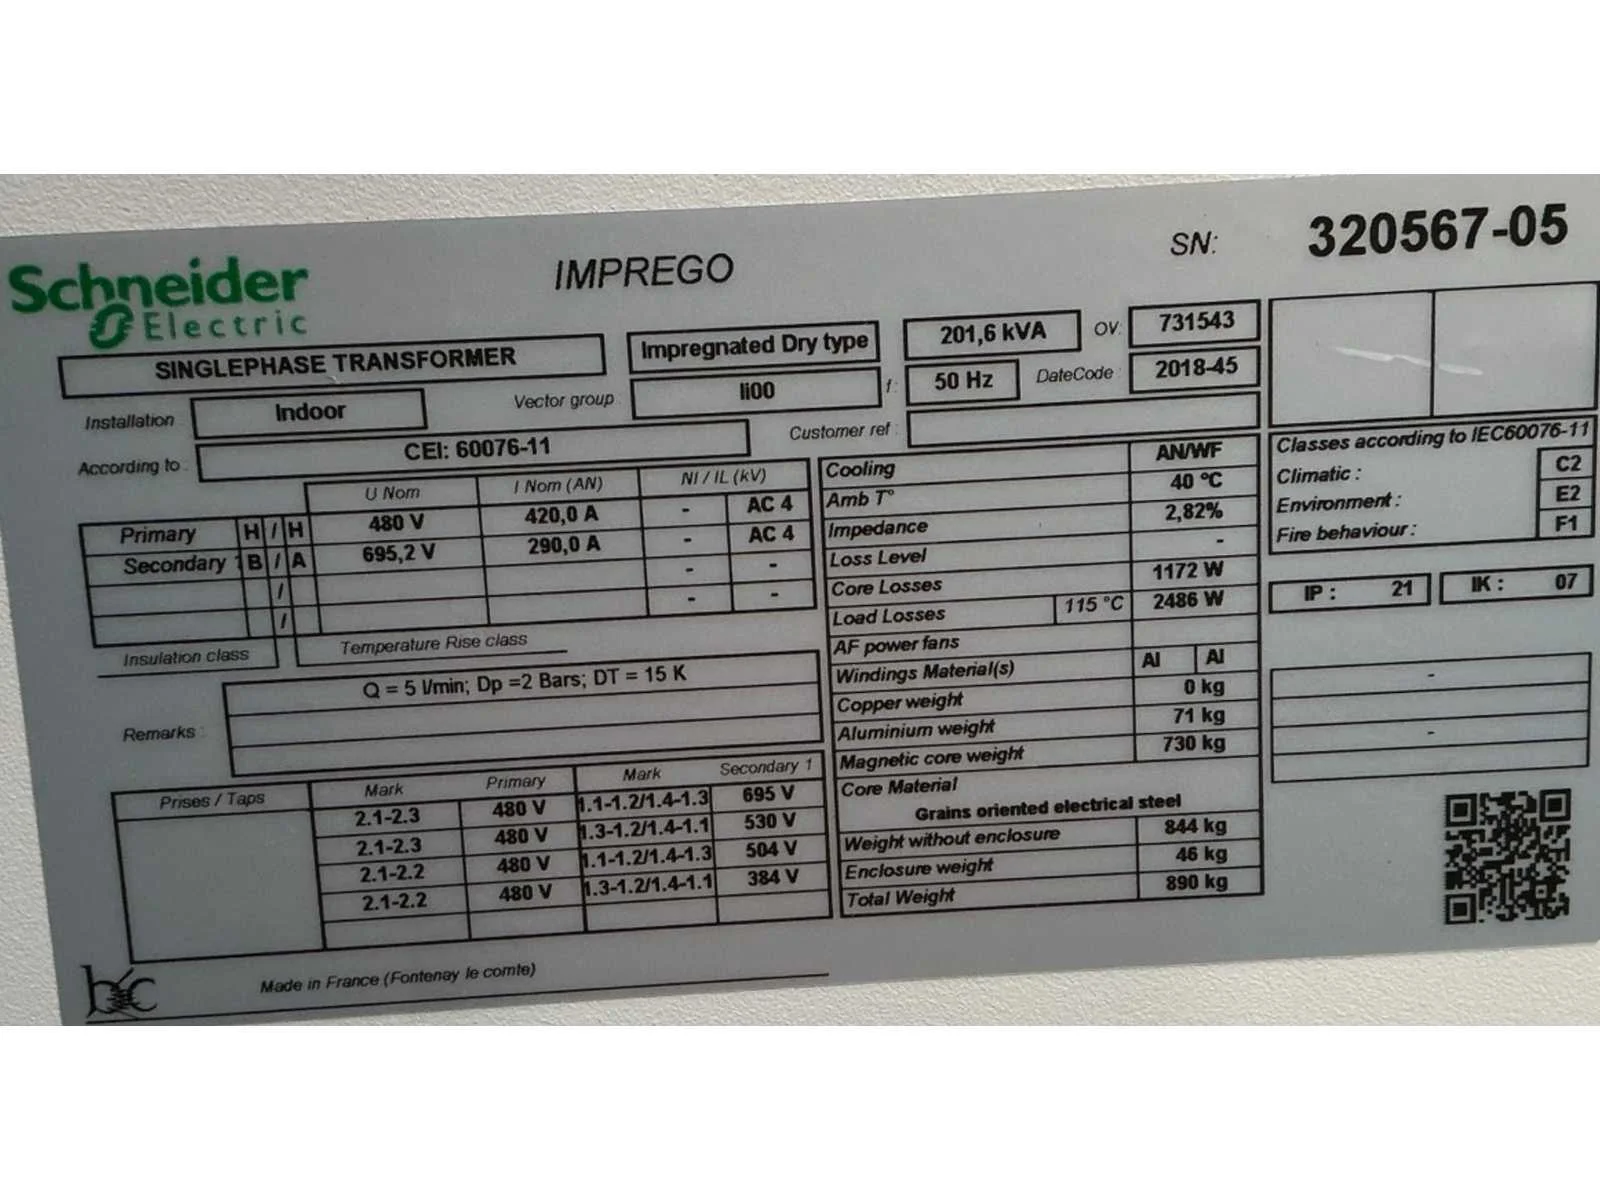 Schneider Electric
IMPREGO
SN: 320567-05
SINGLEPHASE TRANSFORMER
Impregnated Dry type
201,6 kVA
OV: 731543
Installation Indoor
Vector group Ii00
f: 50 Hz
DateCode 2018-45
According to : CEI: 60076-11
Customer ref :
U Nom I Nom (AN) NI / IL (kV)
Primary H / H 480 V 420,0 A - AC 4
Secondary 1 B / A 695,2 V 290,0 A - AC 4
/ - -
/ - -
Insulation class Temperature Rise class
Remarks : Q = 5 l/min; Dp =2 Bars; DT = 15 K
Prises / Taps Mark Primary Mark Secondary 1
2.1-2.3 480 V 1.1-1.2/1.4-1.3 695 V
2.1-2.3 480 V 1.3-1.2/1.4-1.1 530 V
2.1-2.2 480 V 1.1-1.2/1.4-1.3 504 V
2.1-2.2 480 V 1.3-1.2/1.4-1.1 384 V
Cooling AN/WF
Amb T° 40 °C
Impedance 2,82%
Loss Level -
Core Losses 1172 W
Load Losses 115 °C 2486 W
AF power fans
Windings Material(s) Al Al
Copper weight 0 kg
Aluminium weight 71 kg
Magnetic core weight 730 kg
Core Material
Grains oriented electrical steel
Weight without enclosure 844 kg
Enclosure weight 46 kg
Total Weight 890 kg
Classes according to IEC60076-11
Climatic : C2
Environment : E2
Fire behaviour : F1
IP : 21 IK : 07
-
-
Made in France (Fontenay le comte)